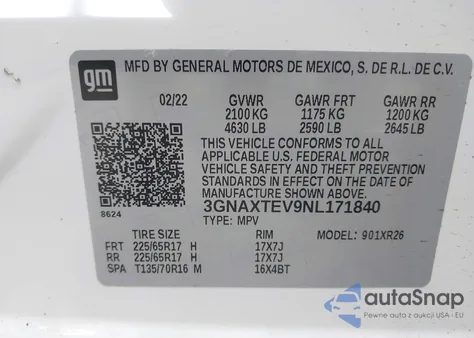 gm
MFD BY GENERAL MOTORS DE MEXICO, S. DE R.L. DE C.V.
02/22 GVWR GAWR FRT GAWR RR
2100 KG 1175 KG 1200 KG
4630 LB 2590 LB 2645 LB
THIS VEHICLE CONFORMS TO ALL
APPLICABLE U.S. FEDERAL MOTOR
VEHICLE SAFETY AND THEFT
PREVENTION STANDARDS
IN EFFECT ON THE DATE OF
MANUFACTURE SHOWN ABOVE.
8624 3GNAXTEV9NL171840
TYPE: MPV
TIRE SIZE RIM MODEL: 901XR26
FRT 225/65R17 H 17X7J
RR 225/65R17 H 17X7J
SPA T135/70R16 M 16X4BT
autoSnap
Pewne auta z USA - EU